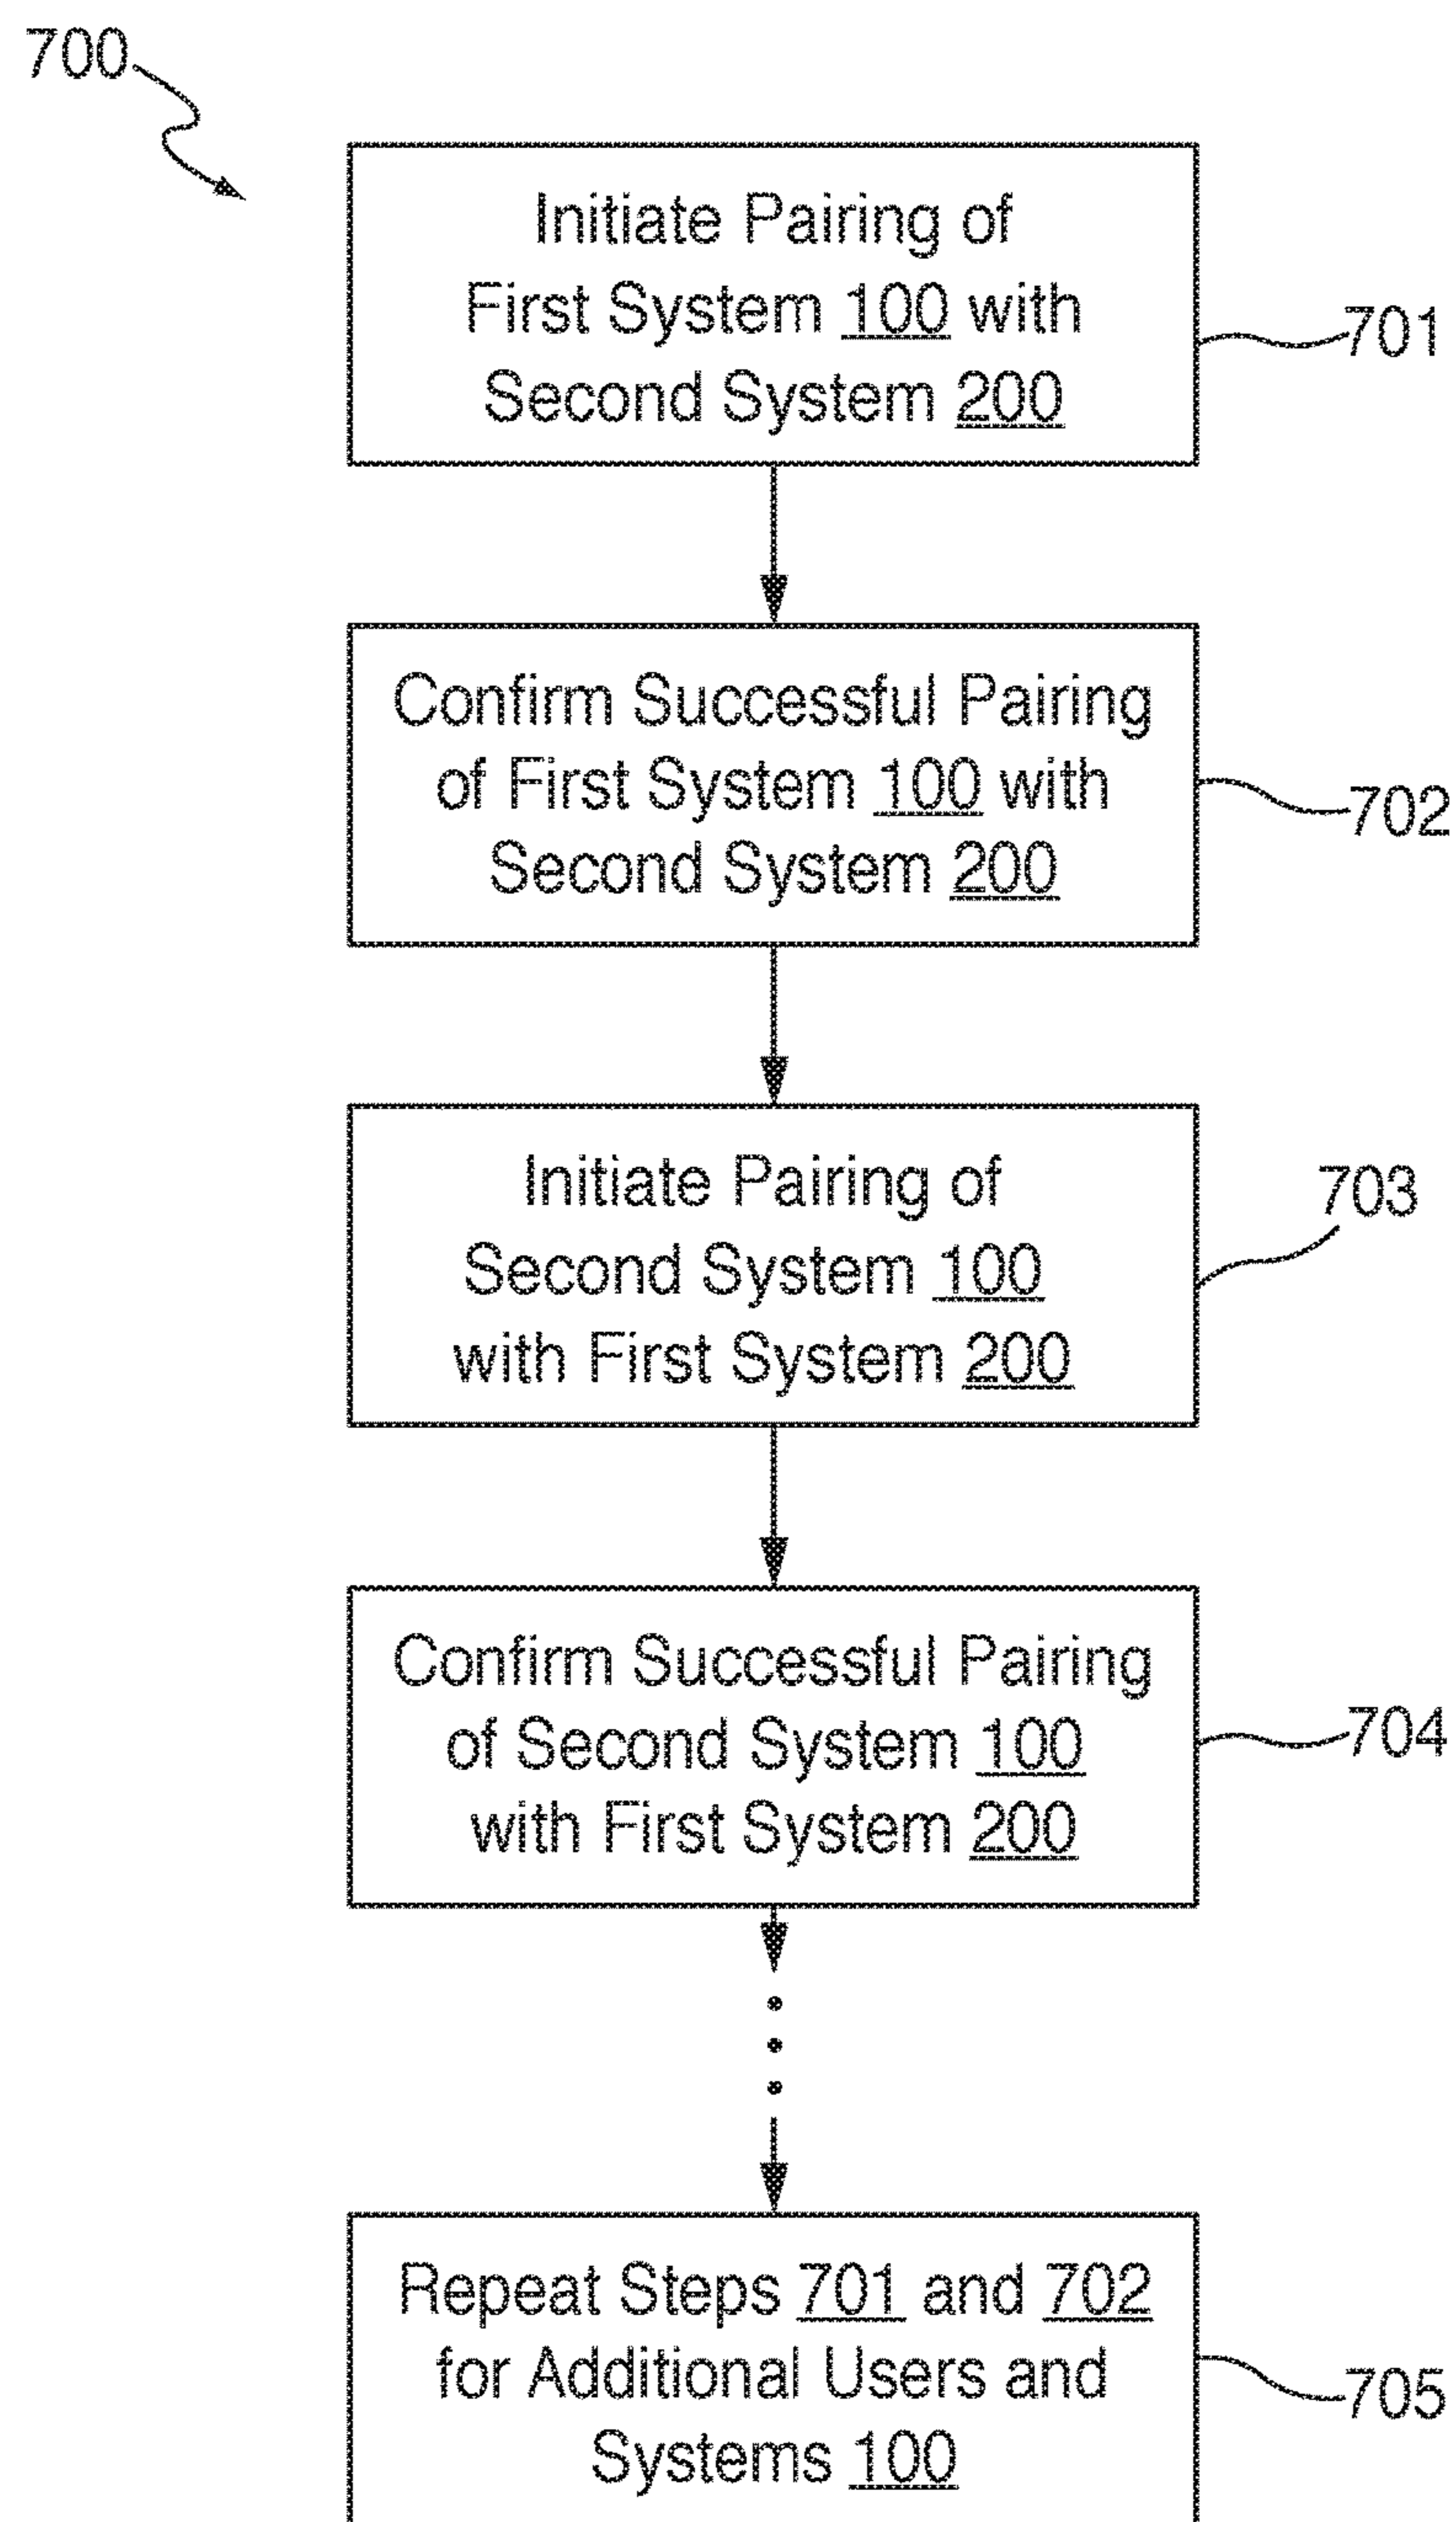 700
Initiate Pairing of
First System 100 with
Second System 200
701
Confirm Successful Pairing
of First System 100 with
Second System 200
702
Initiate Pairing of
Second System 100
with First System 200
703
Confirm Successful Pairing
of Second System 100
with First System 200
704
Repeat Steps 701 and 702
for Additional Users and
Systems 100
705